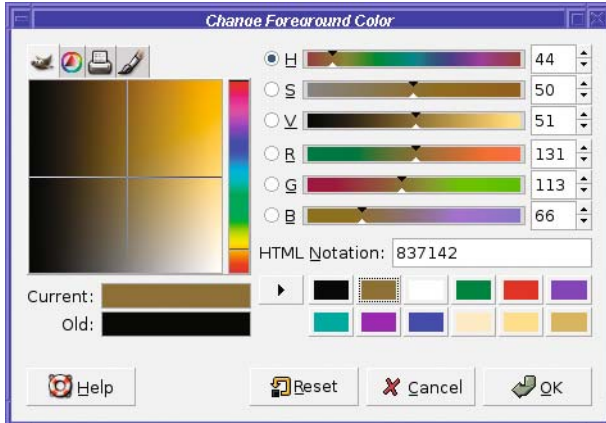 Change Foreground Color
H 44
S 50
V 51
R 131
G 113
B 66
HTML Notation: 837142
Current:
Old:
Help Reset Cancel OK